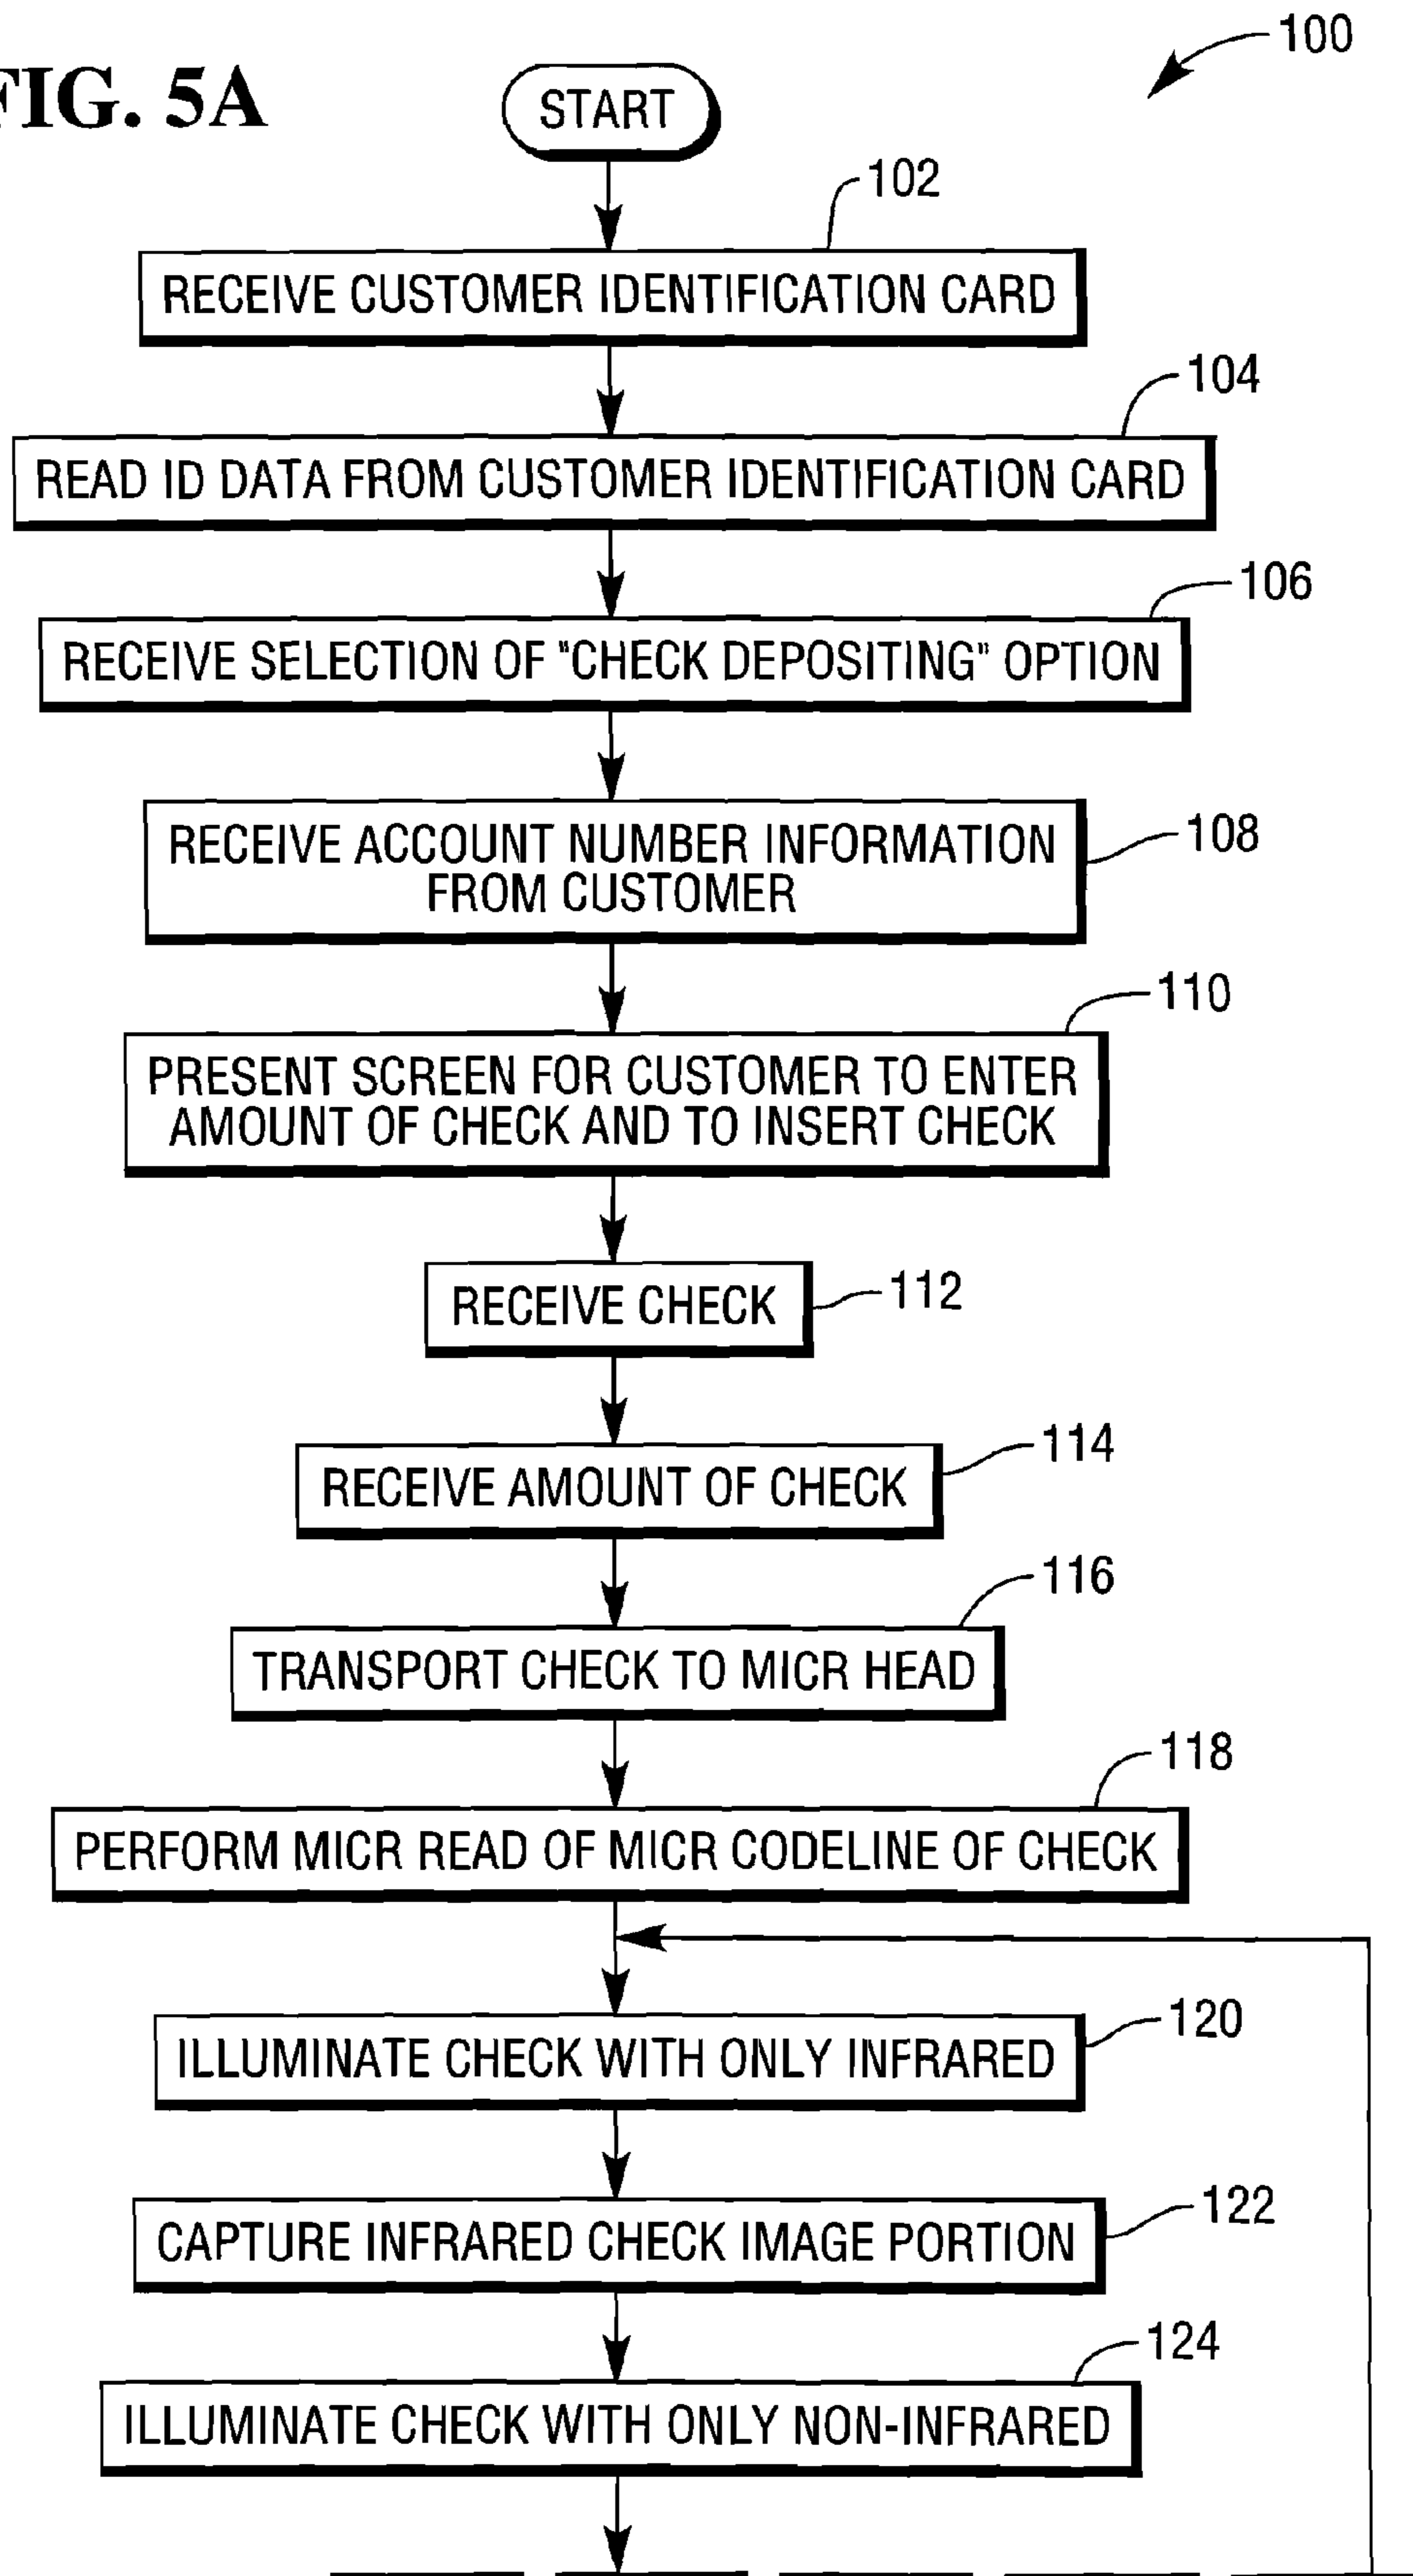 100
FIG. 5A
START
102
RECEIVE CUSTOMER IDENTIFICATION CARD
104
READ ID DATA FROM CUSTOMER IDENTIFICATION CARD
106
RECEIVE SELECTION OF "CHECK DEPOSITING" OPTION
108
RECEIVE ACCOUNT NUMBER INFORMATION
FROM CUSTOMER
110
PRESENT SCREEN FOR CUSTOMER TO ENTER
AMOUNT OF CHECK AND TO INSERT CHECK
RECEIVE CHECK
112
114
RECEIVE AMOUNT OF CHECK
116
TRANSPORT CHECK TO MICR HEAD
118
PERFORM MICR READ OF MICR CODELINE OF CHECK
120
ILLUMINATE CHECK WITH ONLY INFRARED
122
CAPTURE INFRARED CHECK IMAGE PORTION
124
ILLUMINATE CHECK WITH ONLY NON-INFRARED